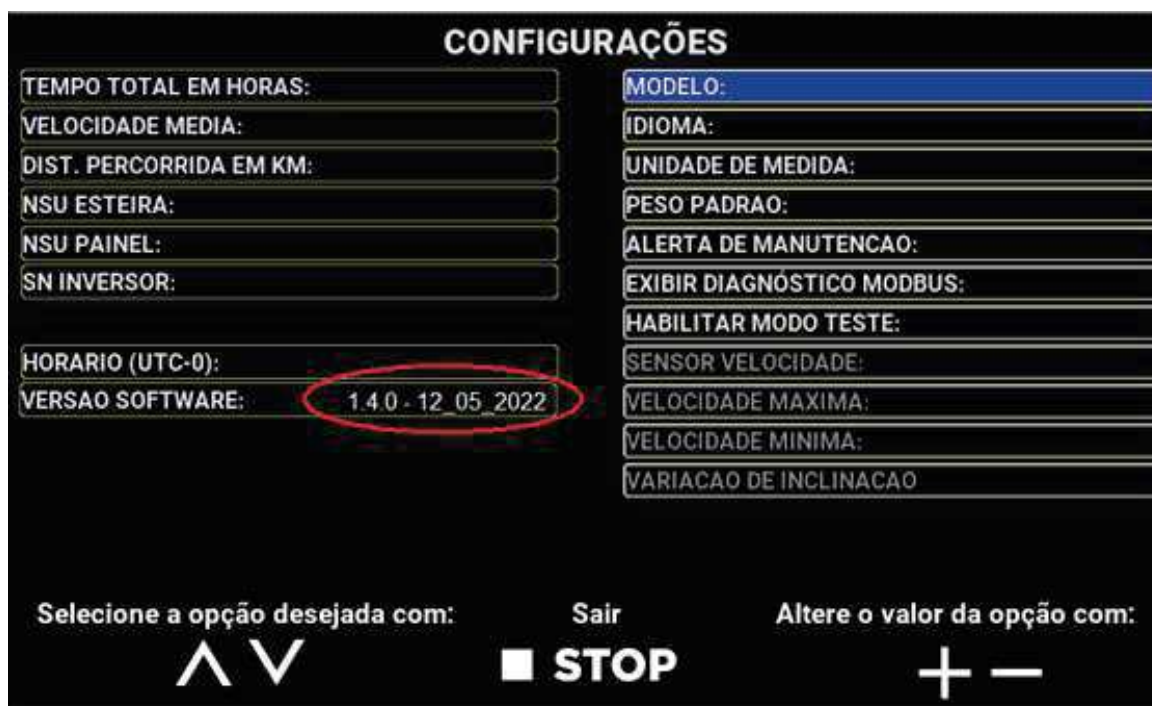 CONFIGURAÇÕES
TEMPO TOTAL EM HORAS:
VELOCIDADE MEDIA:
DIST. PERCORRIDA EM KM:
NSU ESTEIRA:
NSU PAINEL:
SN INVERSOR:
HORARIO (UTC-0):
VERSAO SOFTWARE: 1.4.0 - 12_05_2022
MODELO:
IDIOMA:
UNIDADE DE MEDIDA:
PESO PADRAO:
ALERTA DE MANUTENCAO:
EXIBIR DIAGNÓSTICO MODBUS:
HABILITAR MODO TESTE:
SENSOR VELOCIDADE:
VELOCIDADE MAXIMA:
VELOCIDADE MINIMA:
VARIACAO DE INCLINACAO
Selecione a opção desejada com:
Sair
STOP
Altere o valor da opção com:
+ −